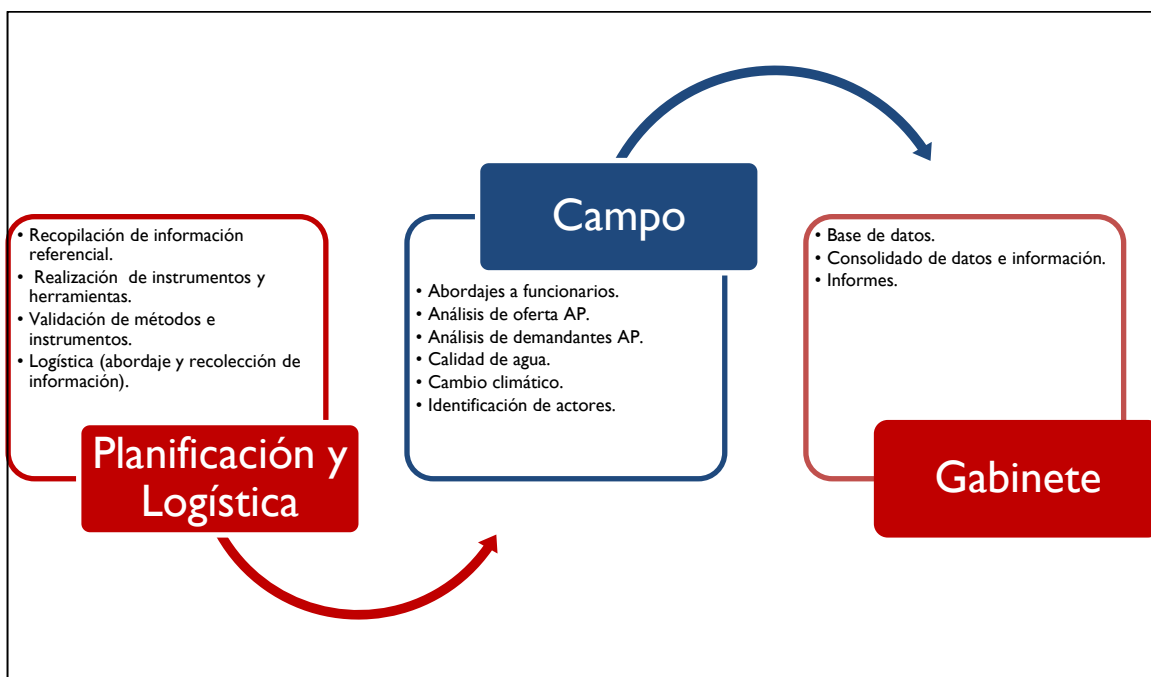 • Recopilación de información
referencial.
• Realización de instrumentos y
herramientas.
• Validación de métodos e
instrumentos.
• Logística (abordaje y recolección de
información).
Planificación y
Logística
Campo
• Abordajes a funcionarios.
• Análisis de oferta AP.
• Análisis de demandantes AP.
• Calidad de agua.
• Cambio climático.
• Identificación de actores.
• Base de datos.
• Consolidado de datos e información.
• Informes.
Gabinete